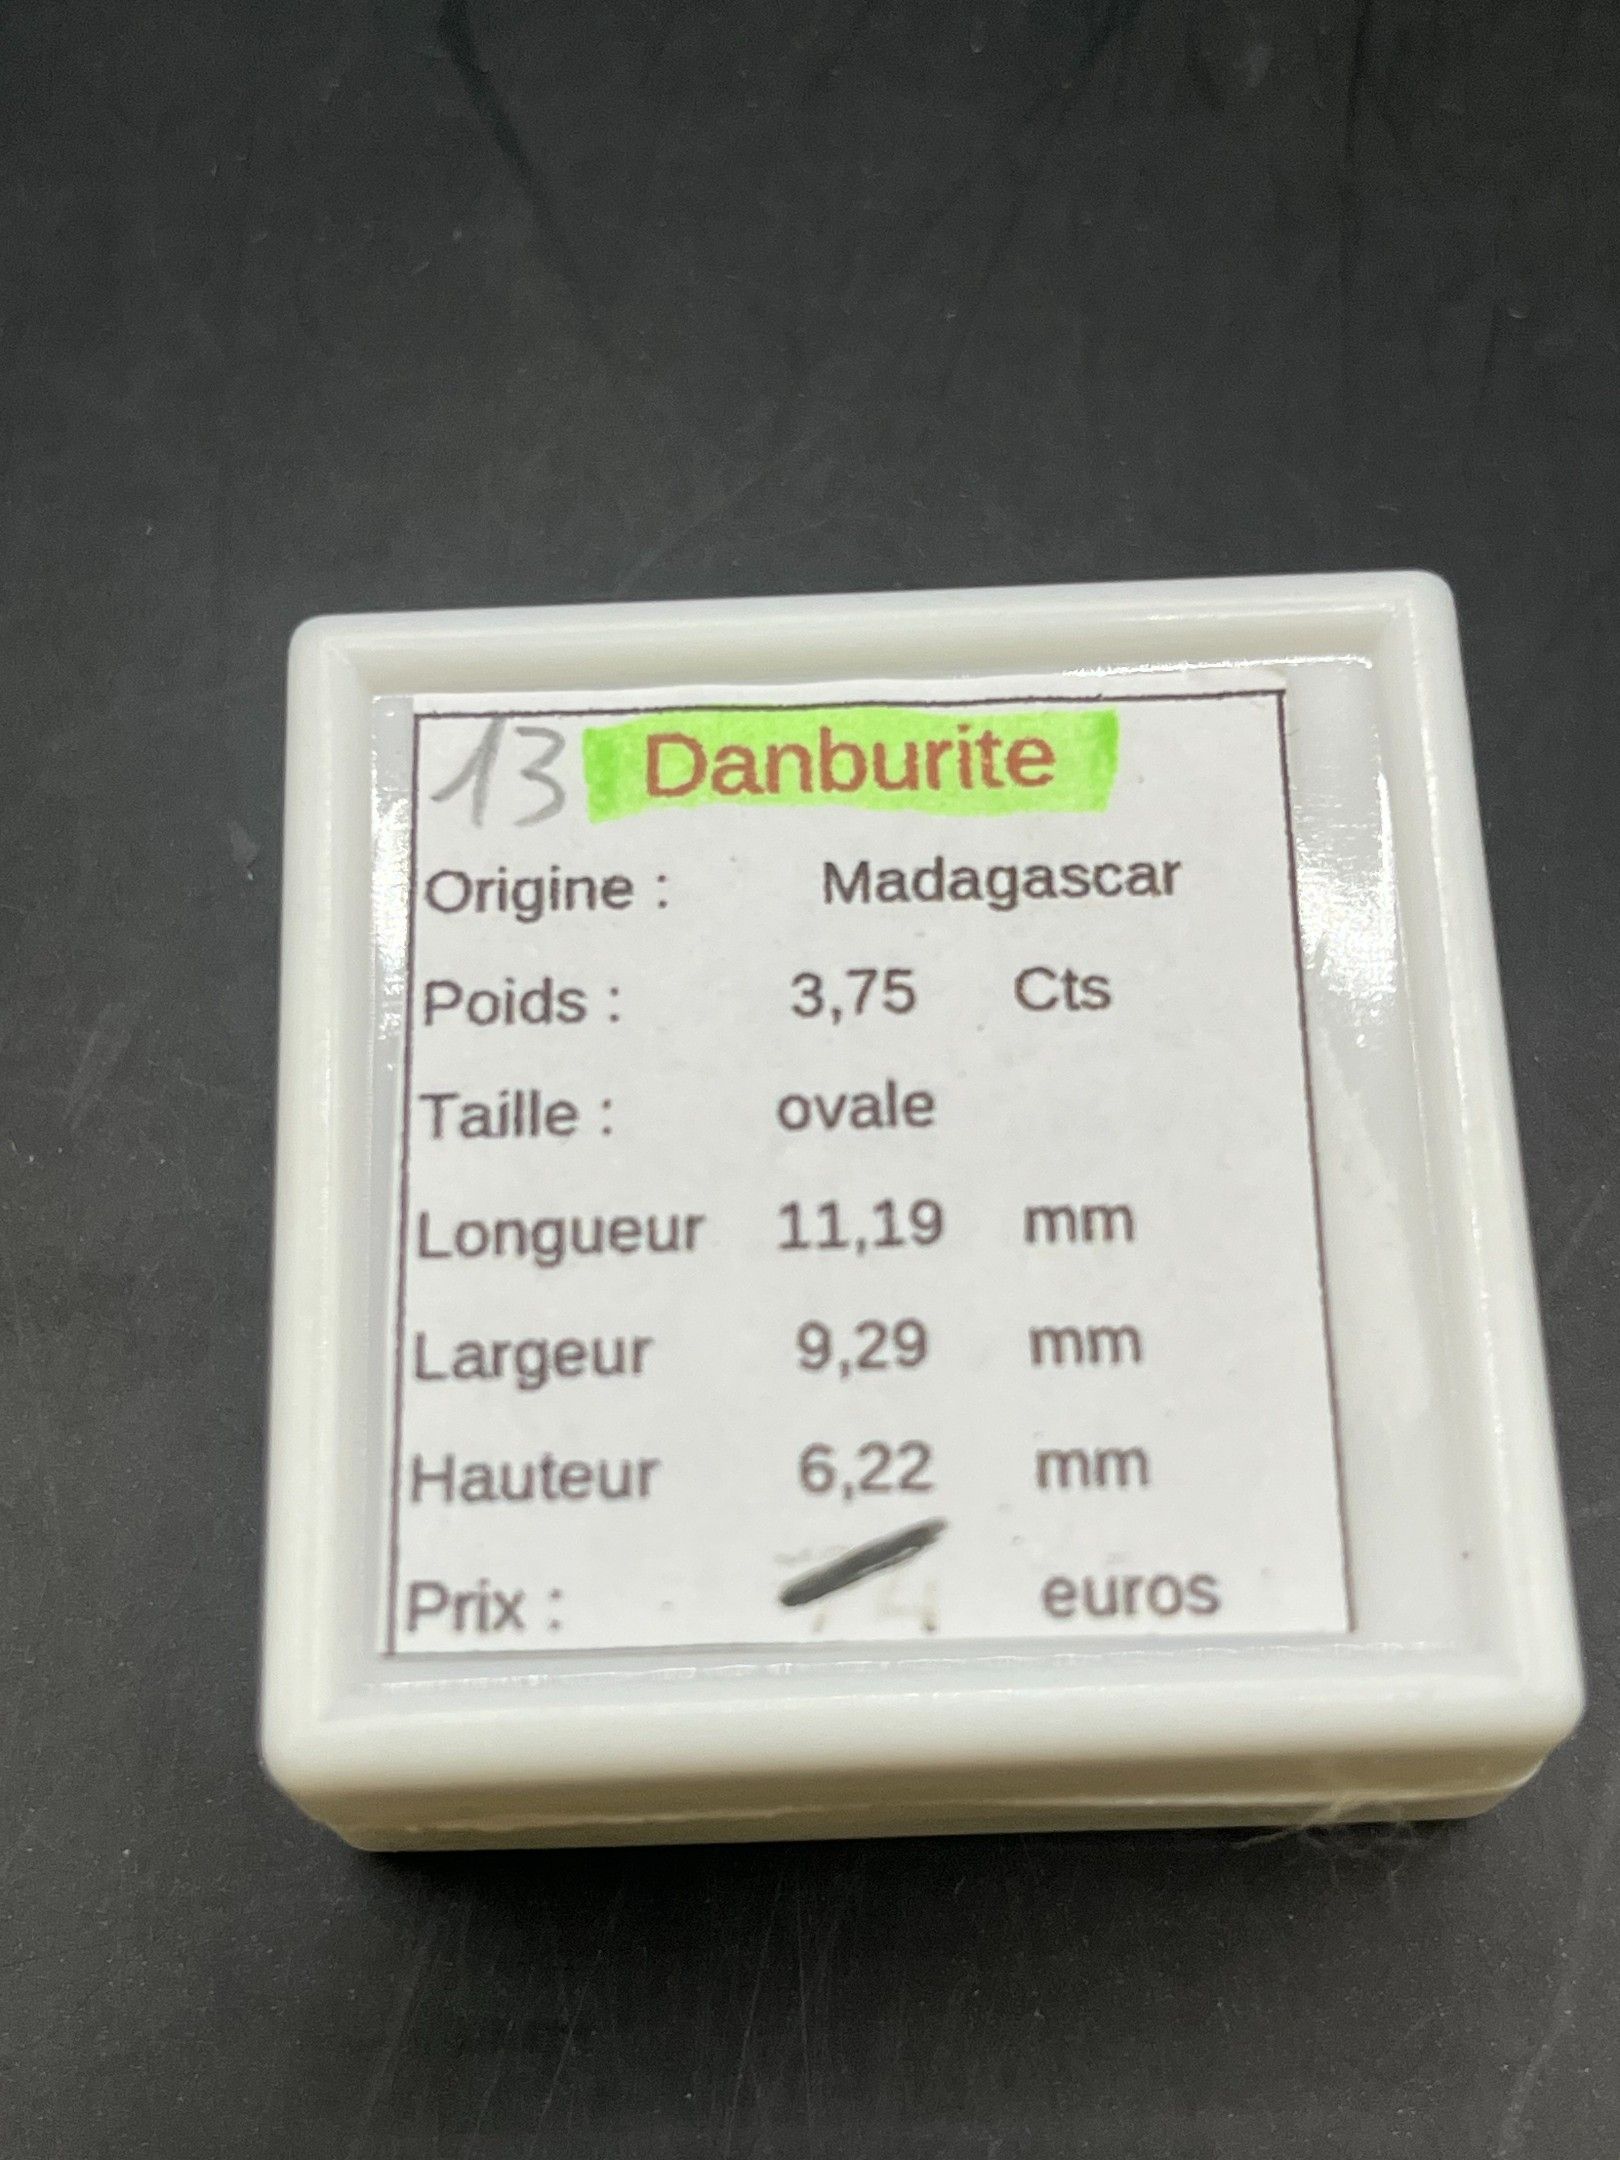 13 Danburite
Origine : Madagascar
Poids : 3,75 Cts
Taille : ovale
Longueur 11,19 mm
Largeur 9,29 mm
Hauteur 6,22 mm
Prix : euros